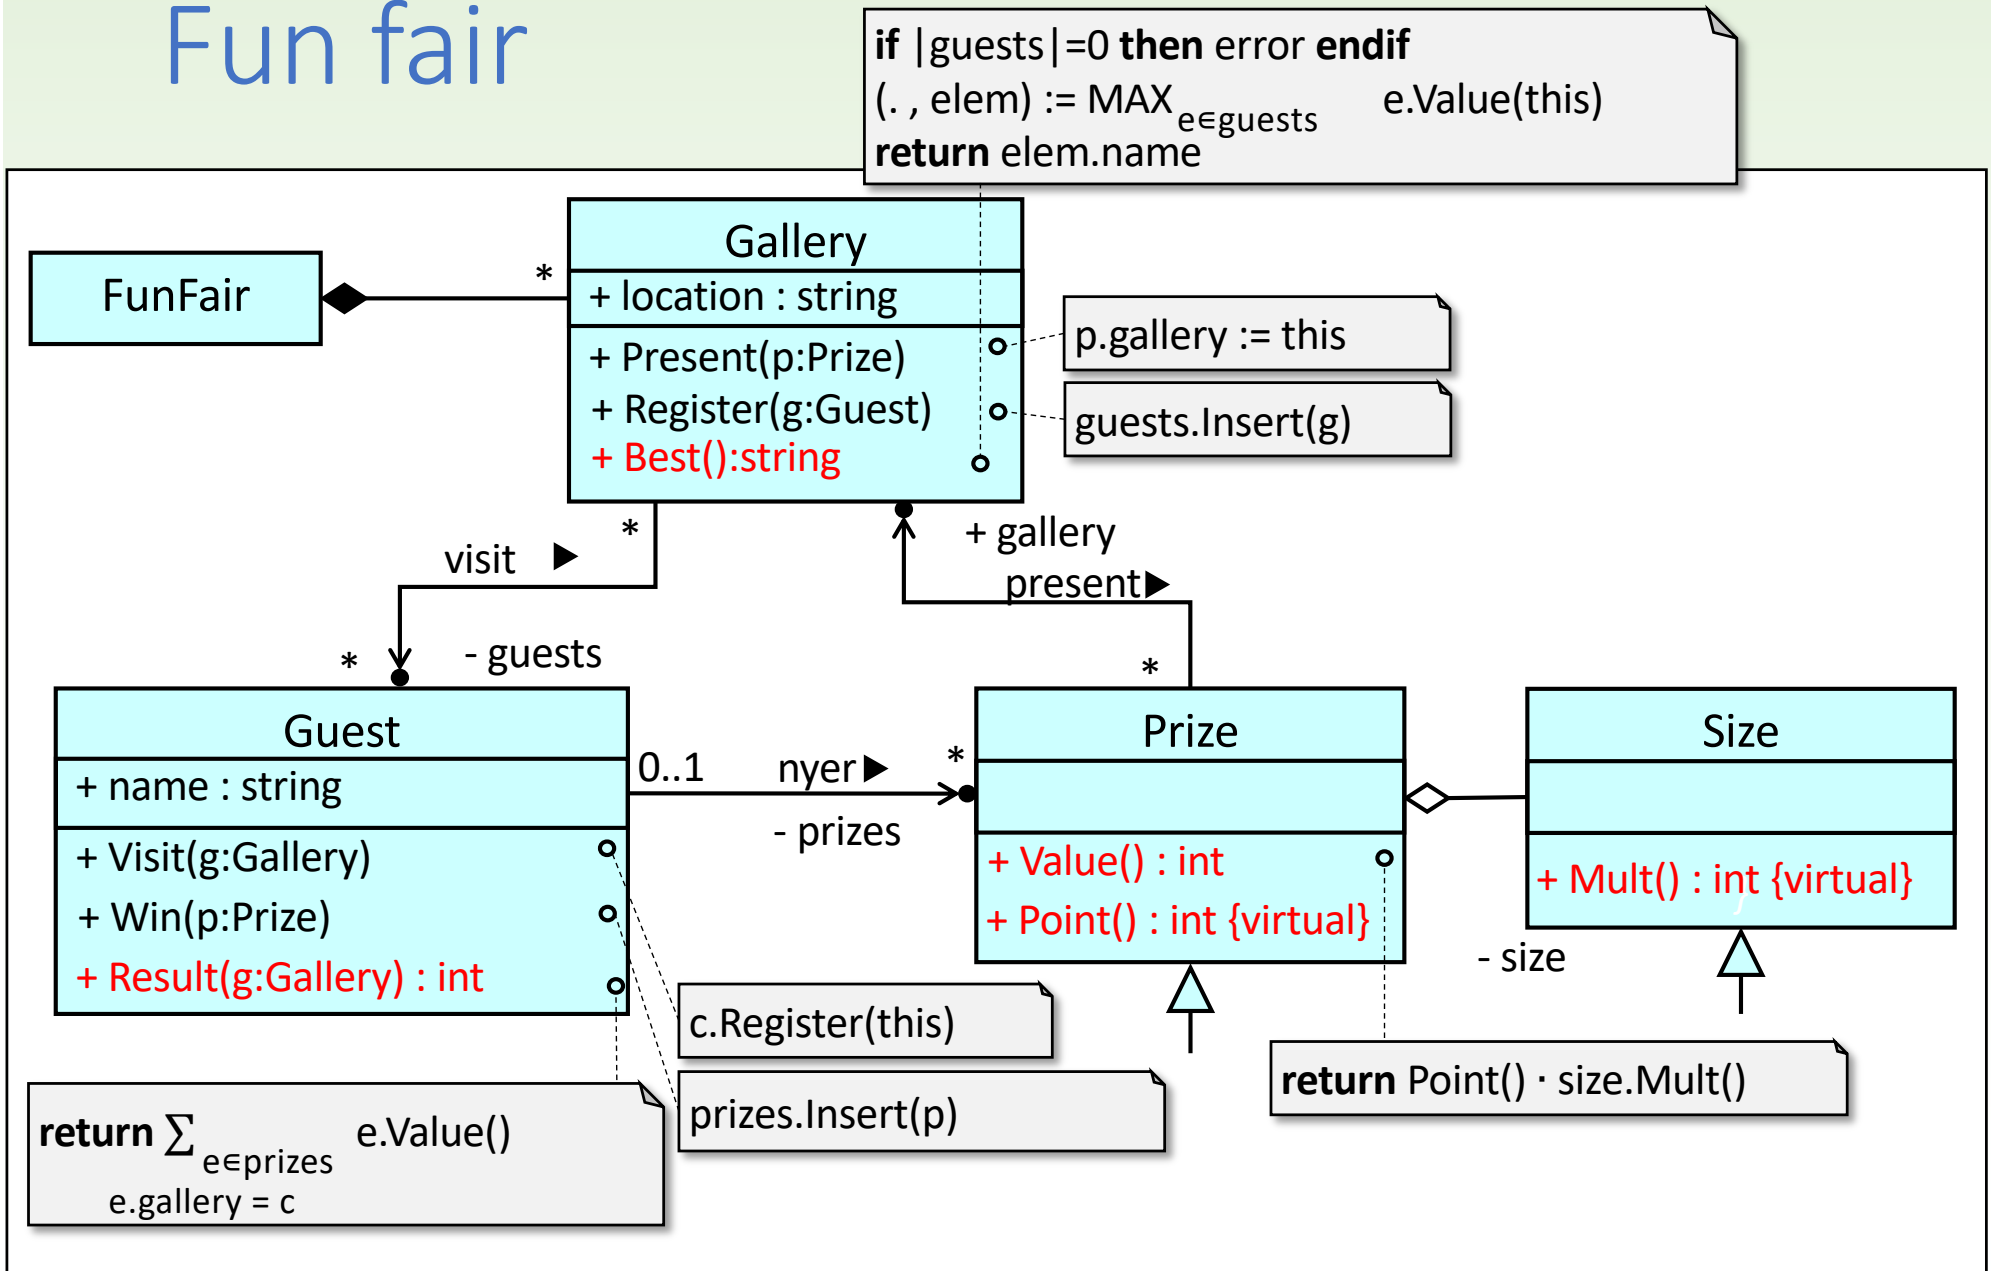 Fun fair
if |guests|=0 then error endif
(. , elem) := MAX e∈guests e.Value(this)
return elem.name
FunFair
*
Gallery
+ location : string
+ Present(p:Prize)
+ Register(g:Guest)
+ Best():string
p.gallery := this
guests.Insert(g)
*
visit ▶
+ gallery
present▶
*
- guests
*
Guest
+ name : string
+ Visit(g:Gallery)
+ Win(p:Prize)
+ Result(g:Gallery) : int
0..1
nyer▶
*
- prizes
Prize
+ Value() : int
+ Point() : int {virtual}
Size
+ Mult() : int {virtual}
- size
c.Register(this)
prizes.Insert(p)
return Point() · size.Mult()
return ∑ e∈prizes e.Value()
e.gallery = c